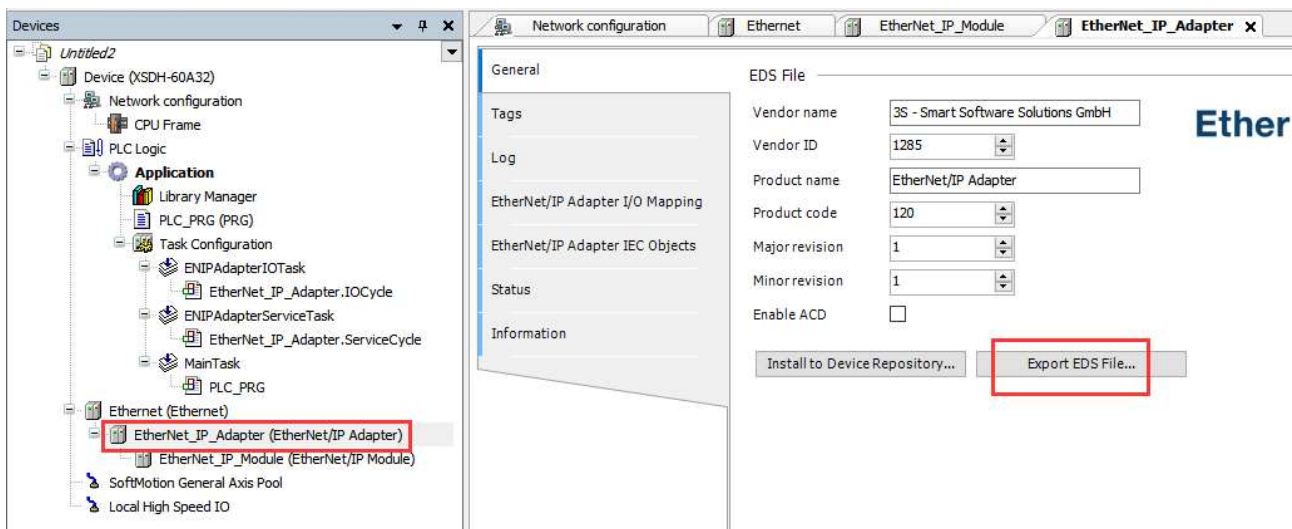 Devices
Untitled2
Device (XSDH-60A32)
Network configuration
CPU Frame
PLC Logic
Application
Library Manager
PLC_PRG (PRG)
Task Configuration
ENIPAdapterIOTask
EtherNet_IP_Adapter.IOCycle
ENIPAdapterServiceTask
EtherNet_IP_Adapter.ServiceCycle
MainTask
PLC_PRG
Ethernet (Ethernet)
EtherNet_IP_Adapter (EtherNet/IP Adapter)
EtherNet_IP_Module (EtherNet/IP Module)
SoftMotion General Axis Pool
Local High Speed IO
Network configuration Ethernet EtherNet_IP_Module EtherNet_IP_Adapter
General
Tags
Log
EtherNet/IP Adapter I/O Mapping
EtherNet/IP Adapter IEC Objects
Status
Information
EDS File
Vendor name 3S - Smart Software Solutions GmbH
Vendor ID 1285
Product name EtherNet/IP Adapter
Product code 120
Major revision 1
Minor revision 1
Enable ACD
Install to Device Repository... Export EDS File...
Ether